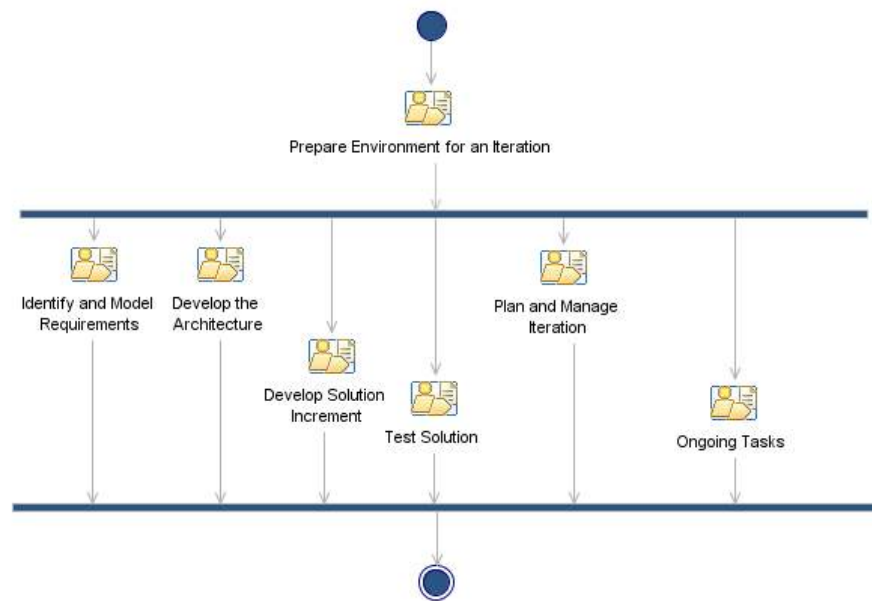 Prepare Environment for an Iteration
Identify and Model
Requirements
Develop the
Architecture
Develop Solution
Increment
Test Solution
Plan and Manage
Iteration
Ongoing Tasks